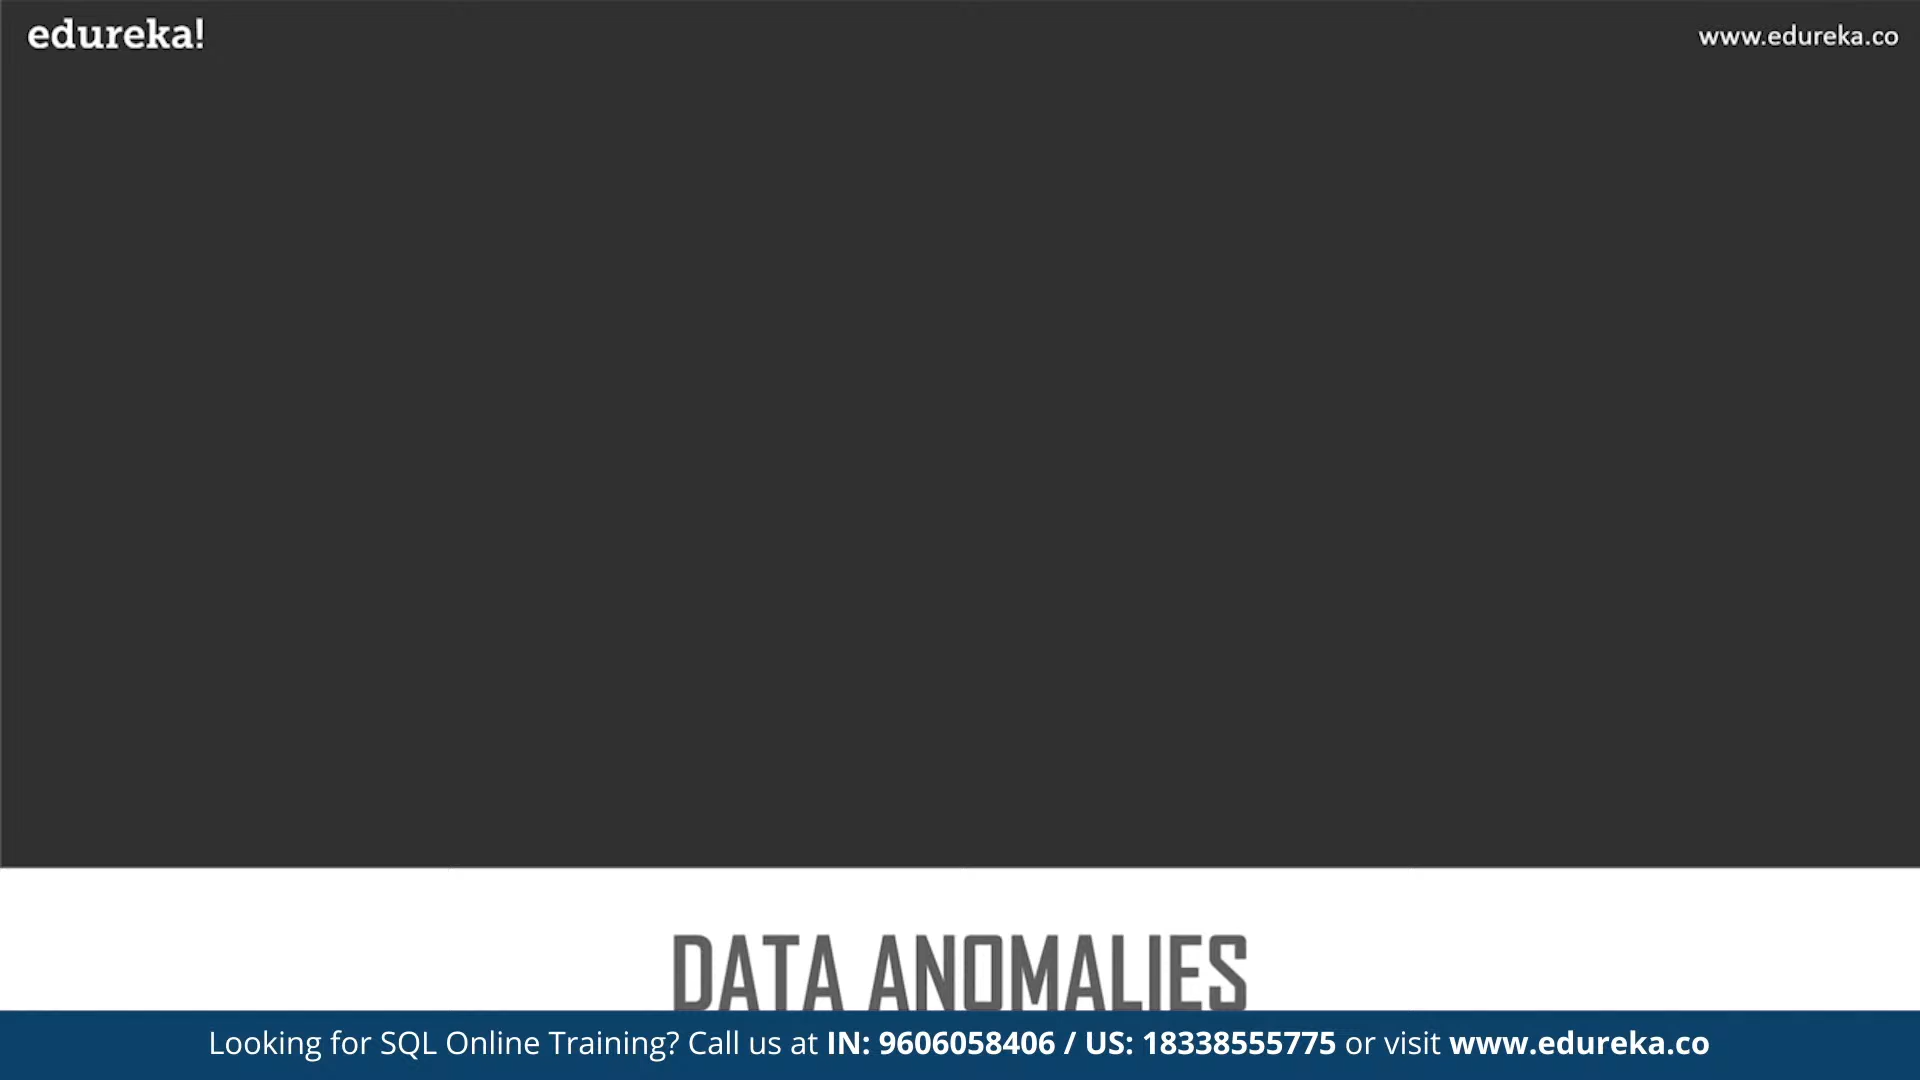 edureka!
www.edureka.co
DATA ANOMALIES
Looking for SQL Online Training? Call us at IN: 9606058406 / US: 18338555775 or visit www.edureka.co